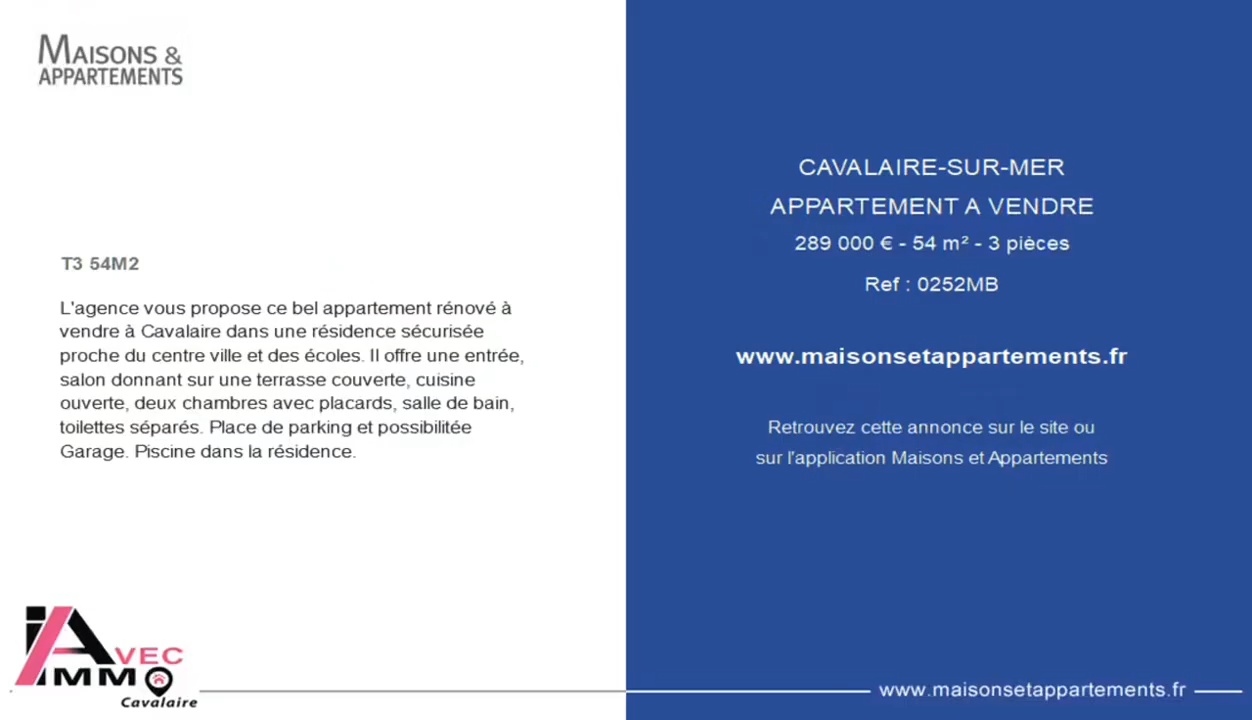 MAISONS &
APPARTEMENTS
T3 54M2
L'agence vous propose ce bel appartement rénové à
vendre à Cavalaire dans une résidence sécurisée
proche du centre ville et des écoles. Il offre une entrée,
salon donnant sur une terrasse couverte, cuisine
ouverte, deux chambres avec placards, salle de bain,
toilettes séparés. Place de parking et possibilitée
Garage. Piscine dans la résidence.
iAVEC
IMMO
Cavalaire
CAVALAIRE-SUR-MER
APPARTEMENT A VENDRE
289 000 € - 54 m² - 3 pièces
Ref : 0252MB
www.maisonsetappartements.fr
Retrouvez cette annonce sur le site ou
sur l'application Maisons et Appartements
www.maisonsetappartements.fr